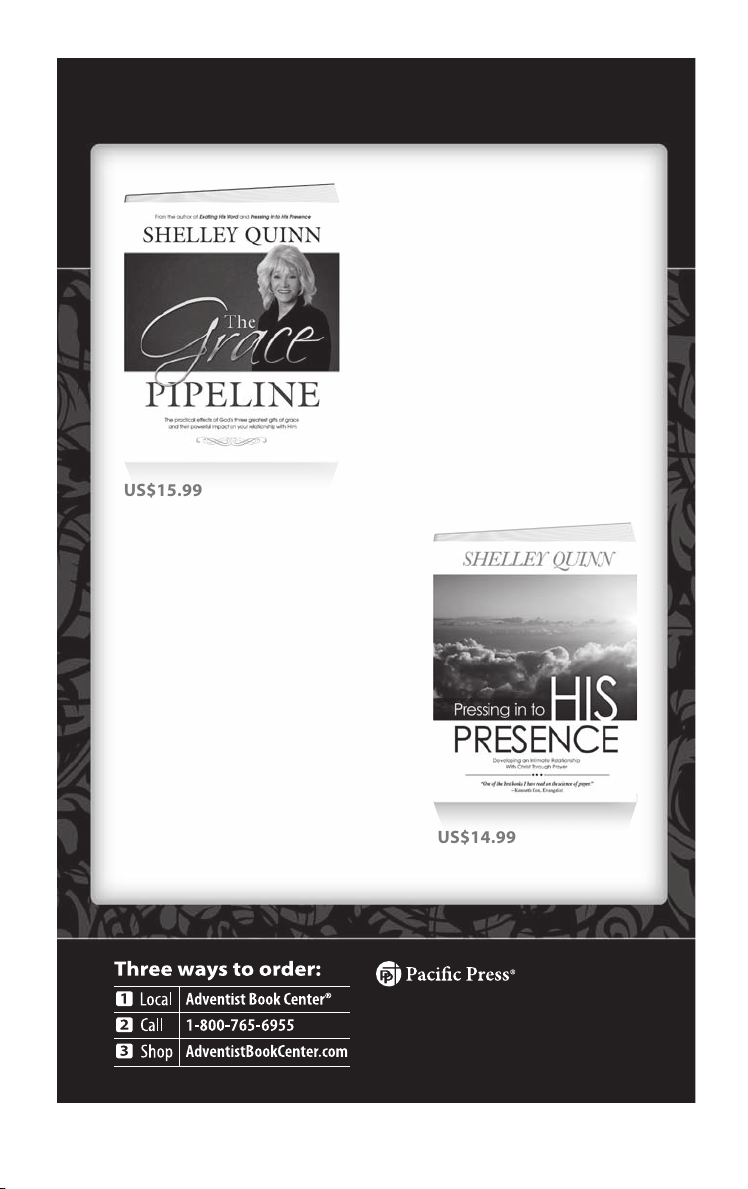 From the author of Exalting His Word and Pressing Into His Presence
SHELLEY QUINN
The
Grace
PIPELINE
The practical effects of God's three greatest gifts of grace
and their powerful impact on your relationship with Him
US$15.99
SHELLEY QUINN
Pressing in to HIS
PRESENCE
Developing an Intimate Relationship
With Christ Through Prayer
"One of the best books I have read on the science of prayer."
—Kenneth Cox, Evangelist
US$14.99
Three ways to order:
1 Local Adventist Book Center®
2 Call 1-800-765-6955
3 Shop AdventistBookCenter.com
Pacific Press®